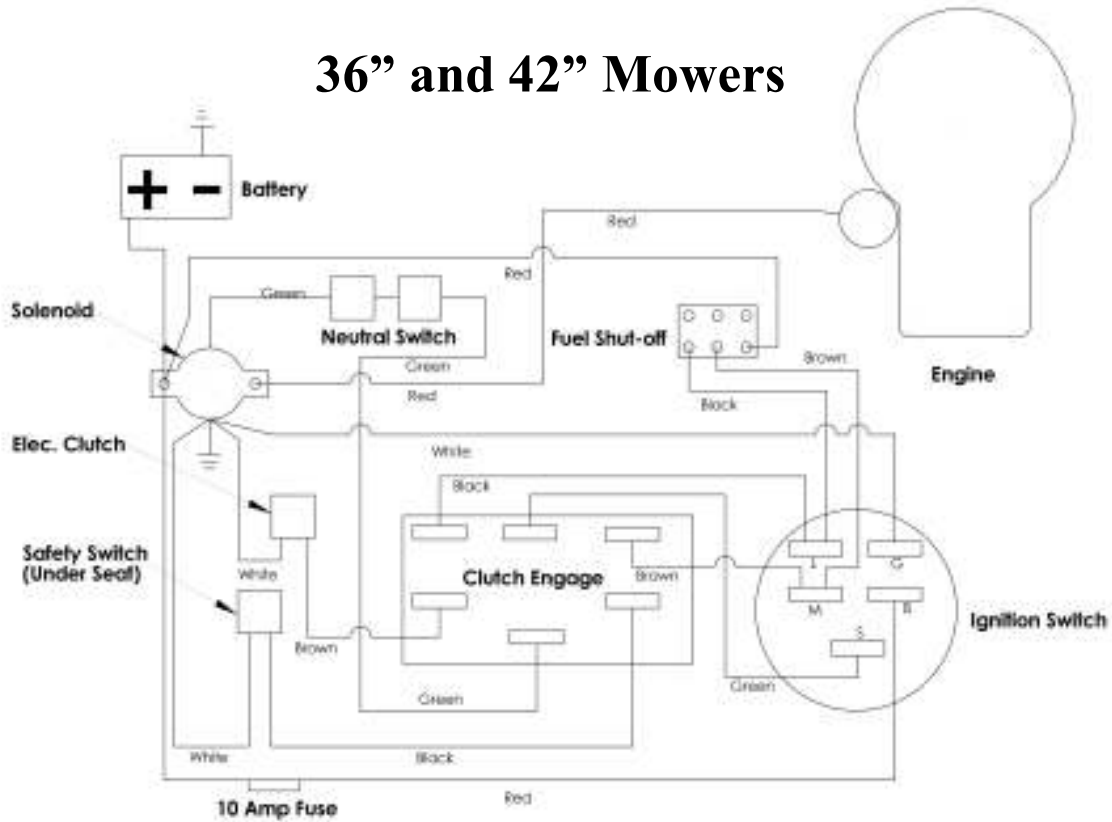 36” and 42” Mowers
Battery
Red
Red
Green
Solenoid
Neutral Switch
Fuel Shut-off
Brown
Green
Engine
Red
Black
Elec. Clutch
White
Black
Safety Switch
(Under Seat)
White
Clutch Engage
Brown
I
G
M
B
Ignition Switch
S
Brown
Green
Green
White
Black
10 Amp Fuse
Red